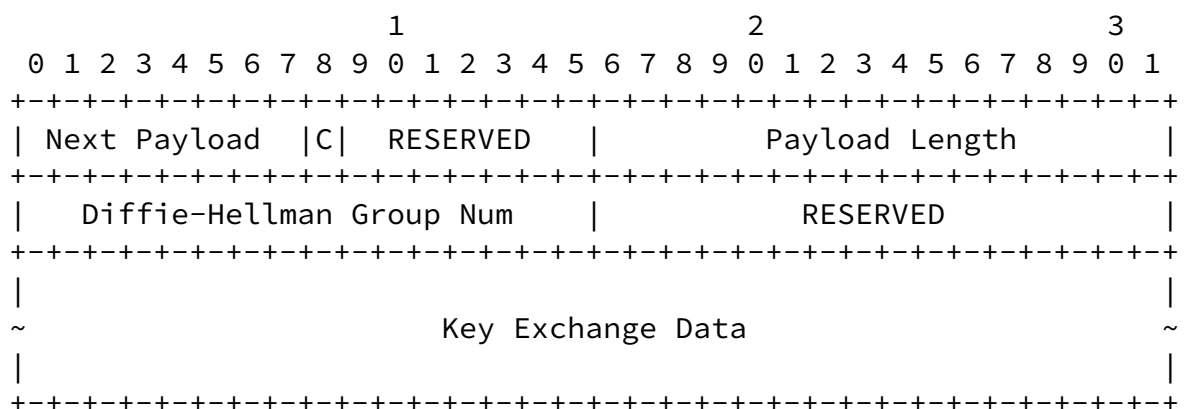 1                   2                   3
 0 1 2 3 4 5 6 7 8 9 0 1 2 3 4 5 6 7 8 9 0 1 2 3 4 5 6 7 8 9 0 1
+-+-+-+-+-+-+-+-+-+-+-+-+-+-+-+-+-+-+-+-+-+-+-+-+-+-+-+-+-+-+-+-+
| Next Payload  |C|  RESERVED   |         Payload Length        |
+-+-+-+-+-+-+-+-+-+-+-+-+-+-+-+-+-+-+-+-+-+-+-+-+-+-+-+-+-+-+-+-+
|   Diffie-Hellman Group Num    |           RESERVED            |
+-+-+-+-+-+-+-+-+-+-+-+-+-+-+-+-+-+-+-+-+-+-+-+-+-+-+-+-+-+-+-+-+
|                                                               |
~                       Key Exchange Data                       ~
|                                                               |
+-+-+-+-+-+-+-+-+-+-+-+-+-+-+-+-+-+-+-+-+-+-+-+-+-+-+-+-+-+-+-+-+